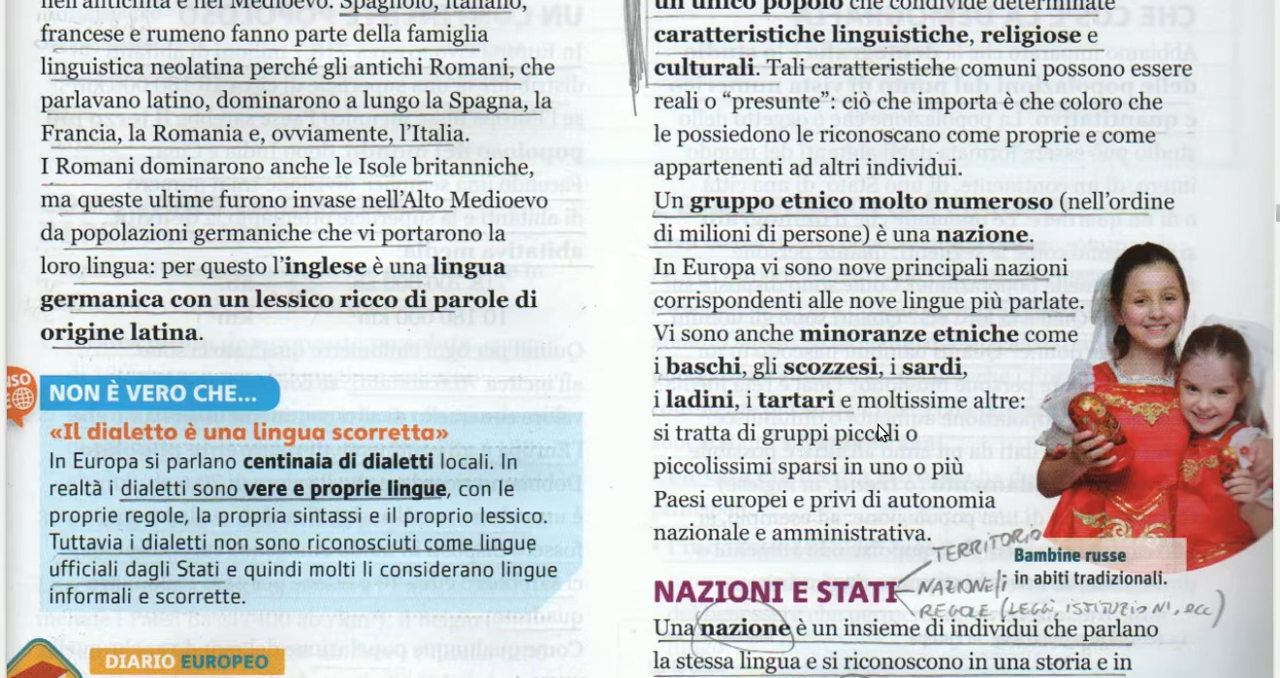 nell'antichità e nel Medioevo. Spagnolo, italiano,
francese e rumeno fanno parte della famiglia
linguistica neolatina perché gli antichi Romani, che
parlavano latino, dominarono a lungo la Spagna, la
Francia, la Romania e, ovviamente, l'Italia.
I Romani dominarono anche le Isole britanniche,
ma queste ultime furono invase nell'Alto Medioevo
da popolazioni germaniche che vi portarono la
loro lingua: per questo l'inglese è una lingua
germanica con un lessico ricco di parole di
origine latina.
NON È VERO CHE...
«Il dialetto è una lingua scorretta»
In Europa si parlano centinaia di dialetti locali. In
realtà i dialetti sono vere e proprie lingue, con le
proprie regole, la propria sintassi e il proprio lessico.
Tuttavia i dialetti non sono riconosciuti come lingue
ufficiali dagli Stati e quindi molti li considerano lingue
informali e scorrette.
DIARIO EUROPEO
un unico popolo che condivide determinate
caratteristiche linguistiche, religiose e
culturali. Tali caratteristiche comuni possono essere
reali o "presunte": ciò che importa è che coloro che
le possiedono le riconoscano come proprie e come
appartenenti ad altri individui.
Un gruppo etnico molto numeroso (nell'ordine
di milioni di persone) è una nazione.
In Europa vi sono nove principali nazioni
corrispondenti alle nove lingue più parlate.
Vi sono anche minoranze etniche come
i baschi, gli scozzesi, i sardi,
i ladini, i tartari e moltissime altre:
si tratta di gruppi piccoli o
piccolissimi sparsi in uno o più
Paesi europei e privi di autonomia
nazionale e amministrativa.
Bambine russe
in abiti tradizionali.
TERRITORIO
NAZIONE/I
REGOLE (LEGGI, ISTITUZIONI, ecc)
NAZIONI E STATI
Una nazione è un insieme di individui che parlano
la stessa lingua e si riconoscono in una storia e in